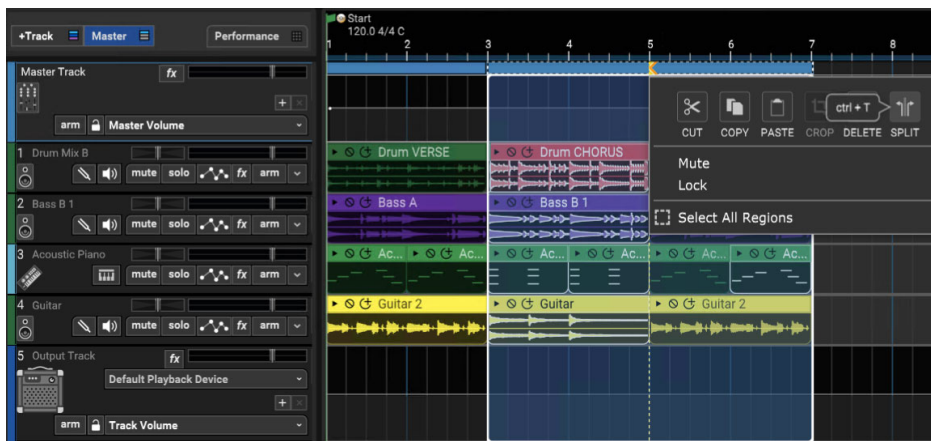 +Track Master Performance
Start
120.0 4/4 C
1 2 3 4 5 6 7 8
Master Track fx
arm Master Volume
ctrl + T
CUT COPY PASTE CROP DELETE SPLIT
Mute
Lock
Select All Regions
1 Drum Mix B
mute solo fx arm
Drum VERSE Drum CHORUS
2 Bass B 1
mute solo fx arm
Bass A Bass B 1
3 Acoustic Piano
mute solo fx arm
Ac... Ac... Ac... Ac... Ac... Ac...
4 Guitar
mute solo fx arm
Guitar 2 Guitar Guitar 2
5 Output Track fx
Default Playback Device
arm Track Volume